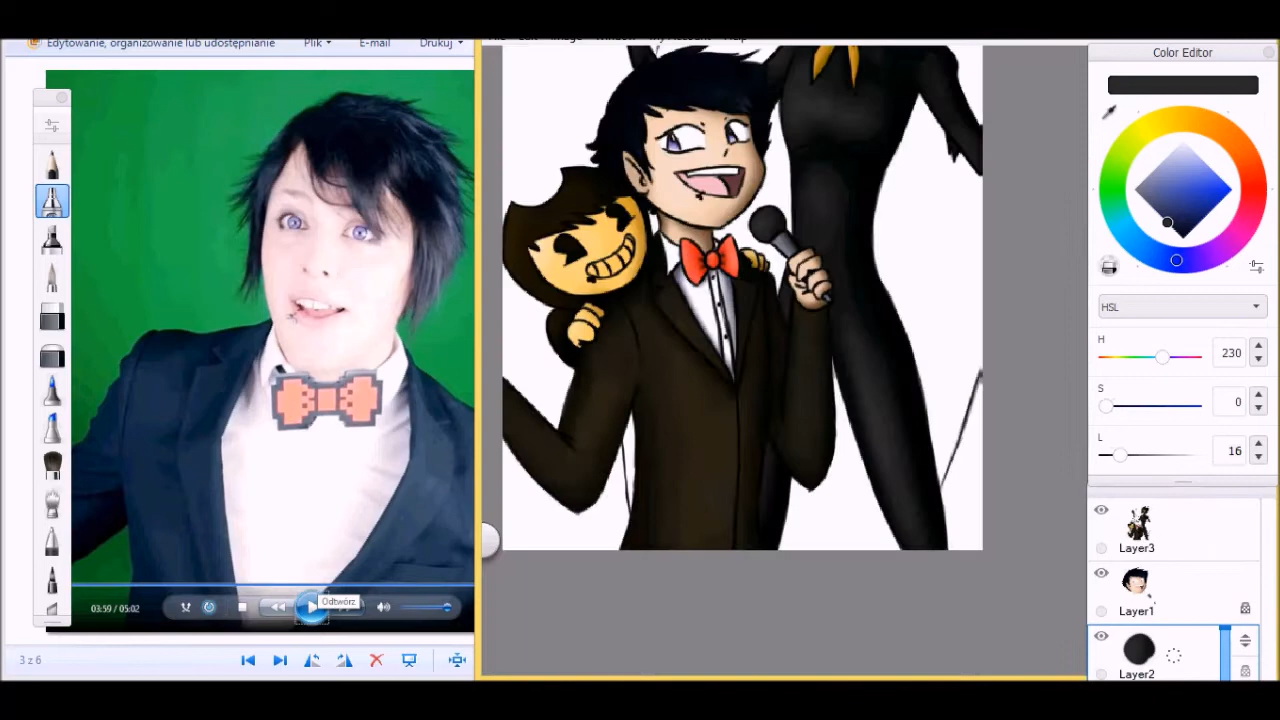 Edytowanie, organizowanie lub udostępnianie
Plik
E-mail
Drukuj
Color Editor
HSL
H
230
S
0
L
16
Layer3
Layer1
Layer2
03:59 / 05:02
Odtwórz
3 z 6